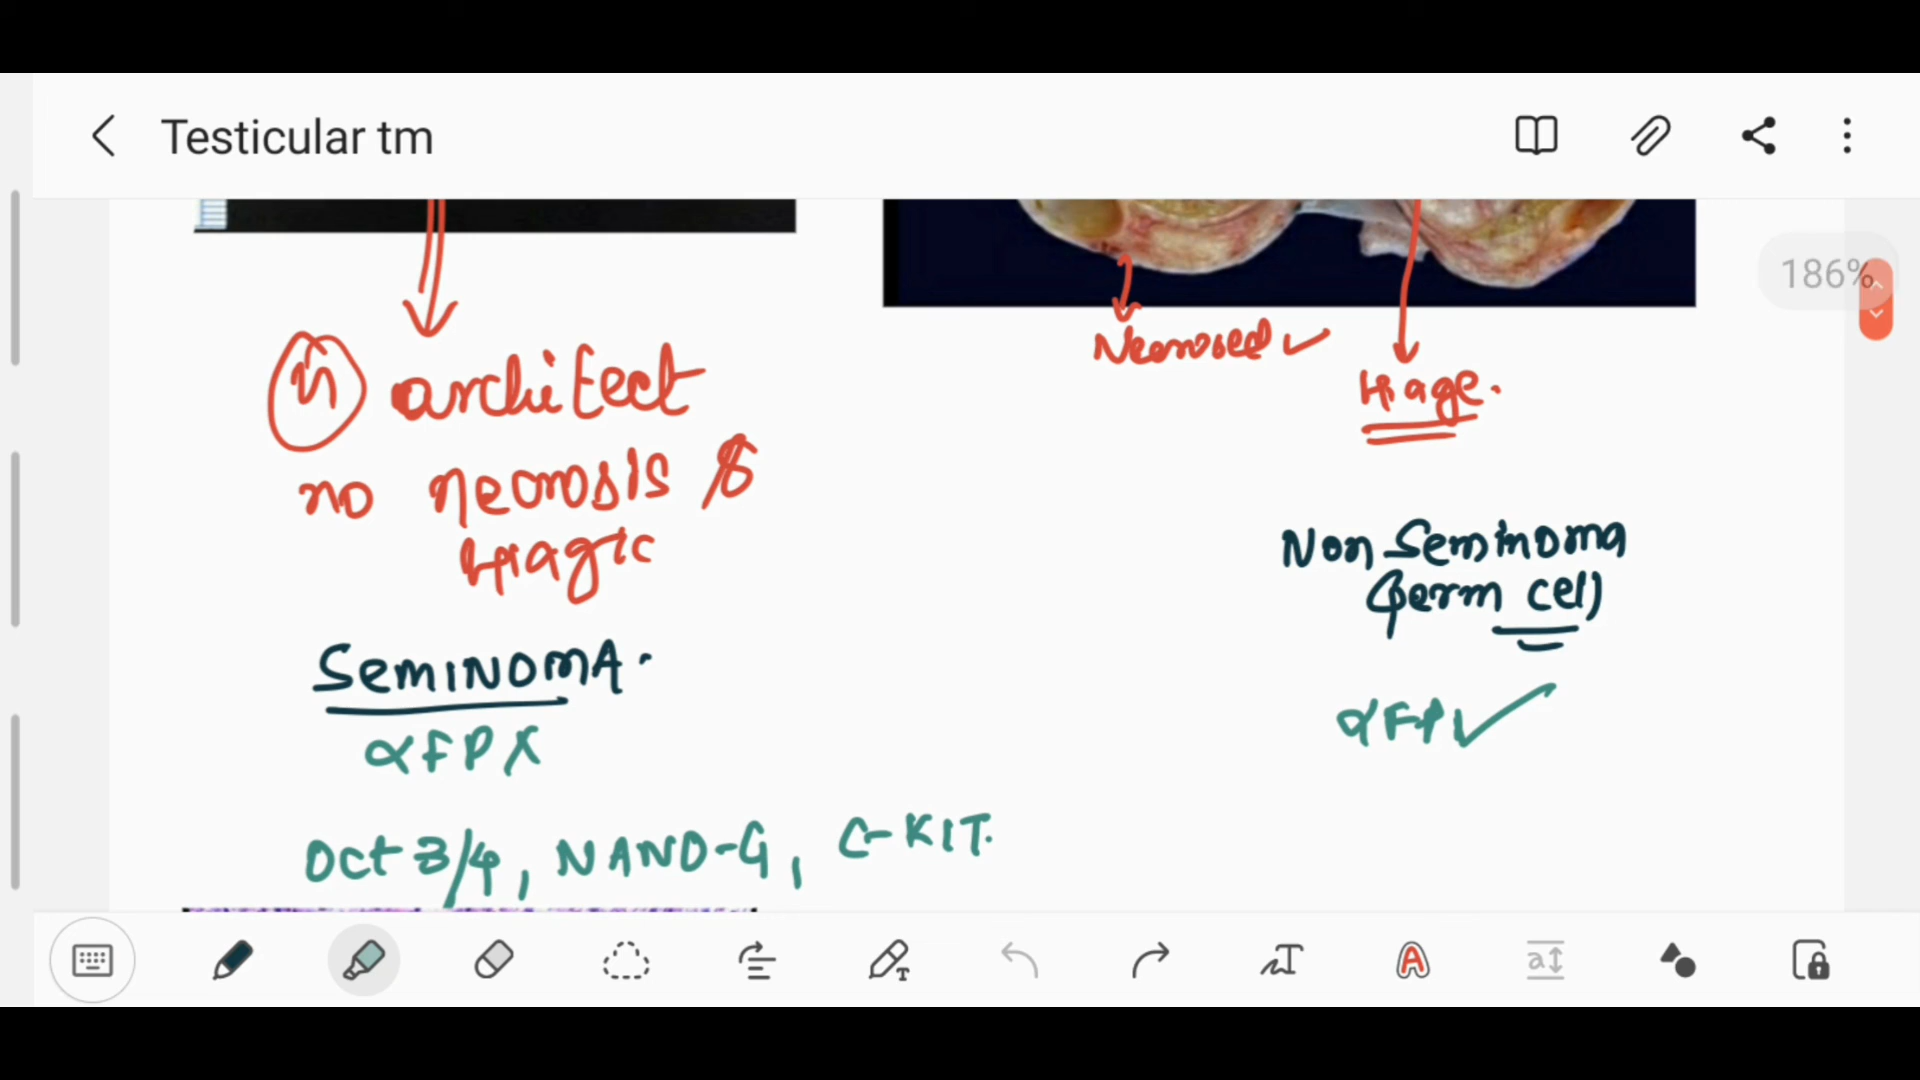 Testicular tm
186%
Necrosed ✓
H'age.
n architect
no necrosis &
H'agic
Non Seminoma
Germ cell
SEMINOMA.
αFP X
αFP ✓
Oct 3/4, NANO-G, C-KIT.